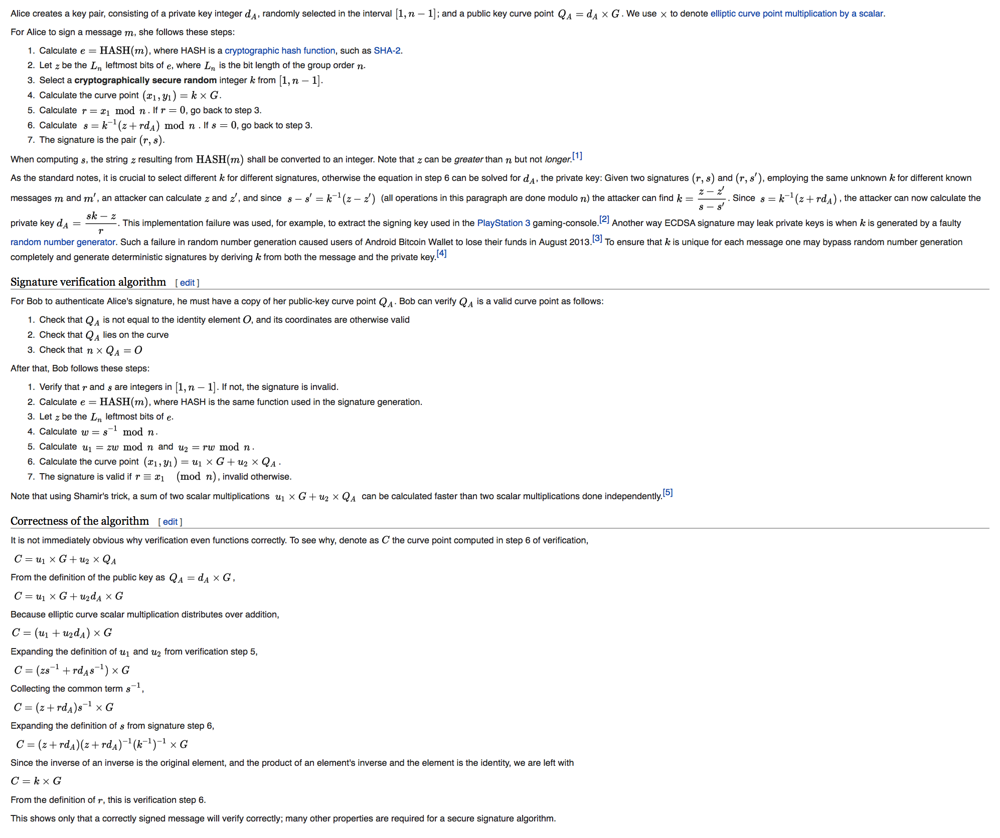 Alice creates a key pair, consisting of a private key integer d_A, randomly selected in the interval [1, n − 1]; and a public key curve point Q_A = d_A × G. We use × to denote elliptic curve point multiplication by a scalar.
For Alice to sign a message m, she follows these steps:
1. Calculate e = HASH(m), where HASH is a cryptographic hash function, such as SHA-2.
2. Let z be the L_n leftmost bits of e, where L_n is the bit length of the group order n.
3. Select a cryptographically secure random integer k from [1, n − 1].
4. Calculate the curve point (x_1, y_1) = k × G.
5. Calculate r = x_1 mod n. If r = 0, go back to step 3.
6. Calculate s = k^{-1}(z + rd_A) mod n. If s = 0, go back to step 3.
7. The signature is the pair (r, s).
When computing s, the string z resulting from HASH(m) shall be converted to an integer. Note that z can be greater than n but not longer.[1]
As the standard notes, it is crucial to select different k for different signatures, otherwise the equation in step 6 can be solved for d_A, the private key: Given two signatures (r, s) and (r, s′), employing the same unknown k for different known
messages m and m′, an attacker can calculate z and z′, and since s − s′ = k^{-1}(z − z′) (all operations in this paragraph are done modulo n) the attacker can find k = \frac{z − z′}{s − s′}. Since s = k^{-1}(z + rd_A), the attacker can now calculate the
private key d_A = \frac{sk − z}{r}. This implementation failure was used, for example, to extract the signing key used in the PlayStation 3 gaming-console.[2] Another way ECDSA signature may leak private keys is when k is generated by a faulty
random number generator. Such a failure in random number generation caused users of Android Bitcoin Wallet to lose their funds in August 2013.[3] To ensure that k is unique for each message one may bypass random number generation
completely and generate deterministic signatures by deriving k from both the message and the private key.[4]
Signature verification algorithm [ edit ]
For Bob to authenticate Alice's signature, he must have a copy of her public-key curve point Q_A. Bob can verify Q_A is a valid curve point as follows:
1. Check that Q_A is not equal to the identity element O, and its coordinates are otherwise valid
2. Check that Q_A lies on the curve
3. Check that n × Q_A = O
After that, Bob follows these steps:
1. Verify that r and s are integers in [1, n − 1]. If not, the signature is invalid.
2. Calculate e = HASH(m), where HASH is the same function used in the signature generation.
3. Let z be the L_n leftmost bits of e.
4. Calculate w = s^{-1} mod n.
5. Calculate u_1 = zw mod n and u_2 = rw mod n.
6. Calculate the curve point (x_1, y_1) = u_1 × G + u_2 × Q_A.
7. The signature is valid if r ≡ x_1 (mod n), invalid otherwise.
Note that using Shamir's trick, a sum of two scalar multiplications u_1 × G + u_2 × Q_A can be calculated faster than two scalar multiplications done independently.[5]
Correctness of the algorithm [ edit ]
It is not immediately obvious why verification even functions correctly. To see why, denote as C the curve point computed in step 6 of verification,
C = u_1 × G + u_2 × Q_A
From the definition of the public key as Q_A = d_A × G,
C = u_1 × G + u_2d_A × G
Because elliptic curve scalar multiplication distributes over addition,
C = (u_1 + u_2d_A) × G
Expanding the definition of u_1 and u_2 from verification step 5,
C = (zs^{-1} + rd_As^{-1}) × G
Collecting the common term s^{-1},
C = (z + rd_A)s^{-1} × G
Expanding the definition of s from signature step 6,
C = (z + rd_A)(z + rd_A)^{-1}(k^{-1})^{-1} × G
Since the inverse of an inverse is the original element, and the product of an element's inverse and the element is the identity, we are left with
C = k × G
From the definition of r, this is verification step 6.
This shows only that a correctly signed message will verify correctly; many other properties are required for a secure signature algorithm.